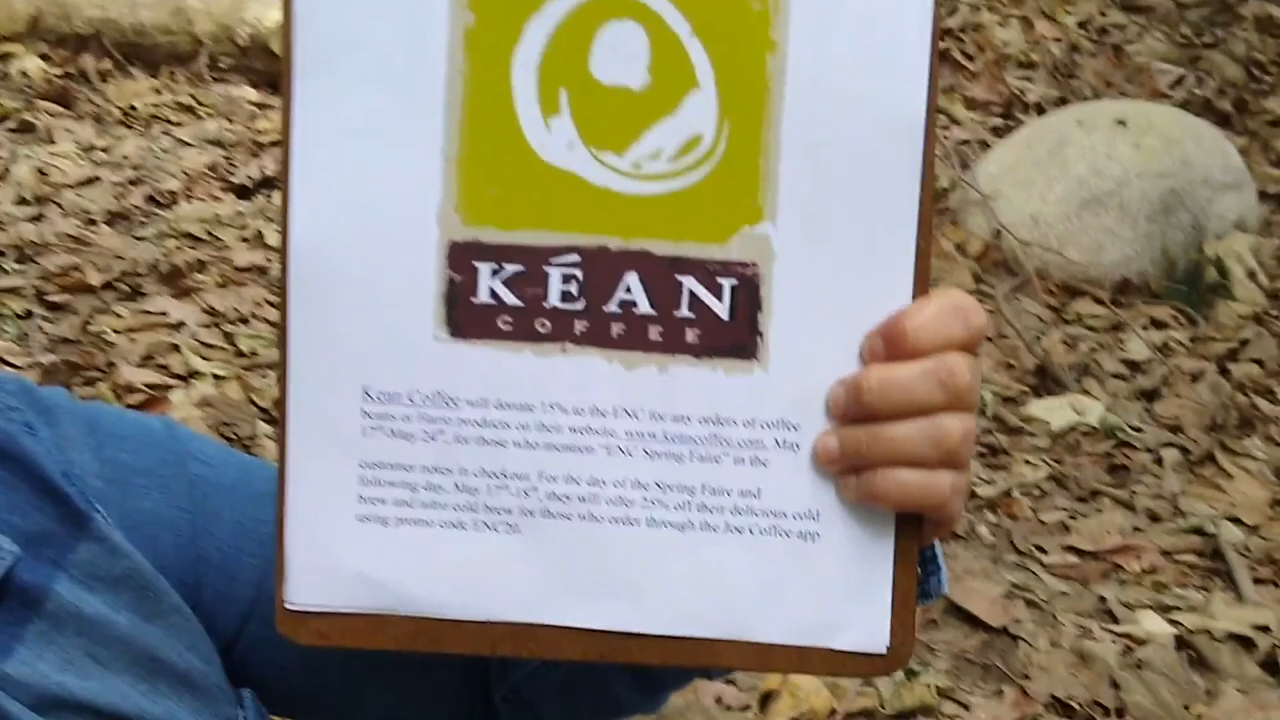 KÉAN
COFFEE
Kean Coffee will donate 15% to the ENC for any orders of coffee
beans or Hario products on their website, www.keancoffee.com, May
17th-May 24th, for those who mention "ENC Spring Faire" in the
customer notes in checkout. For the day of the Spring Faire and
following day, May 17th-18th, they will offer 25% off their delicious cold
brew and nitro cold brew for those who order through the Joe Coffee app
using promo code ENC20.